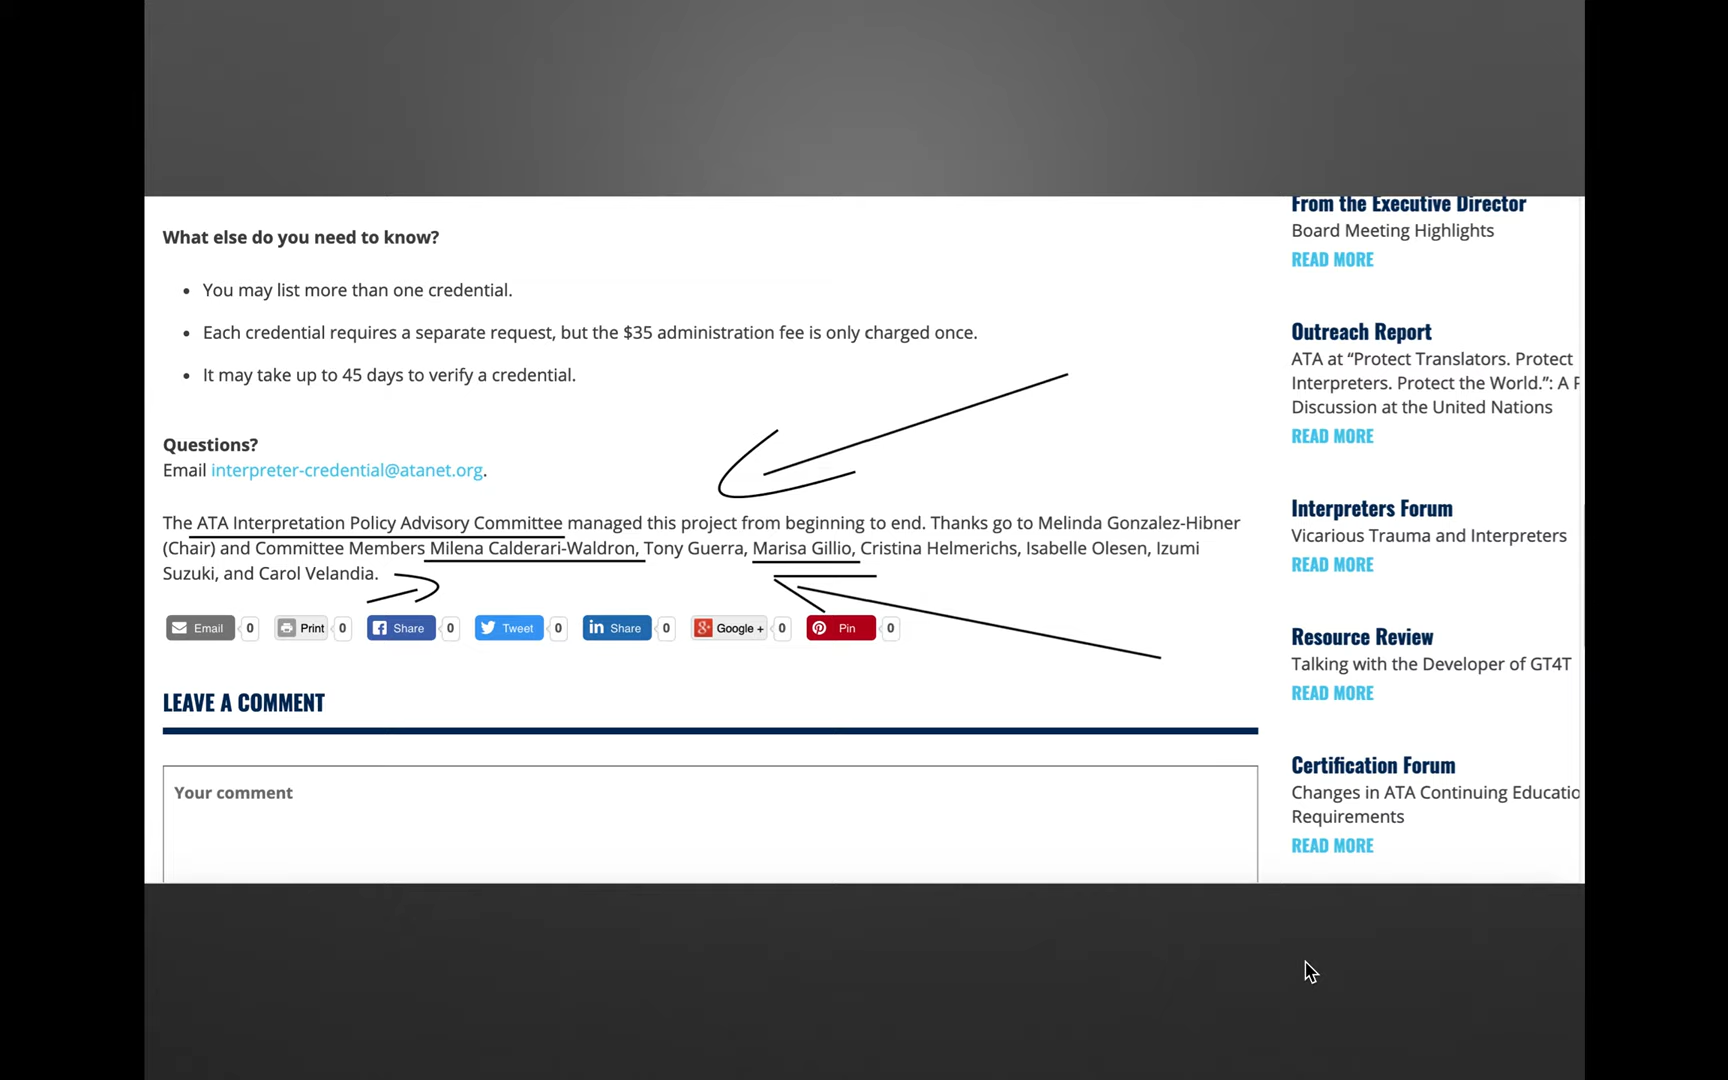 What else do you need to know?
You may list more than one credential.
Each credential requires a separate request, but the $35 administration fee is only charged once.
It may take up to 45 days to verify a credential.
Questions?
Email interpreter-credential@atanet.org.
The ATA Interpretation Policy Advisory Committee managed this project from beginning to end. Thanks go to Melinda Gonzalez-Hibner
(Chair) and Committee Members Milena Calderari-Waldron, Tony Guerra, Marisa Gillio, Cristina Helmerichs, Isabelle Olesen, Izumi
Suzuki, and Carol Velandia.
Email 0 Print 0 Share 0 Tweet 0 Share 0 Google + 0 Pin 0
LEAVE A COMMENT
Your comment
From the Executive Director
Board Meeting Highlights
READ MORE
Outreach Report
ATA at “Protect Translators. Protect
Interpreters. Protect the World.”: A
Discussion at the United Nations
READ MORE
Interpreters Forum
Vicarious Trauma and Interpreters
READ MORE
Resource Review
Talking with the Developer of GT4T
READ MORE
Certification Forum
Changes in ATA Continuing Educatio
Requirements
READ MORE